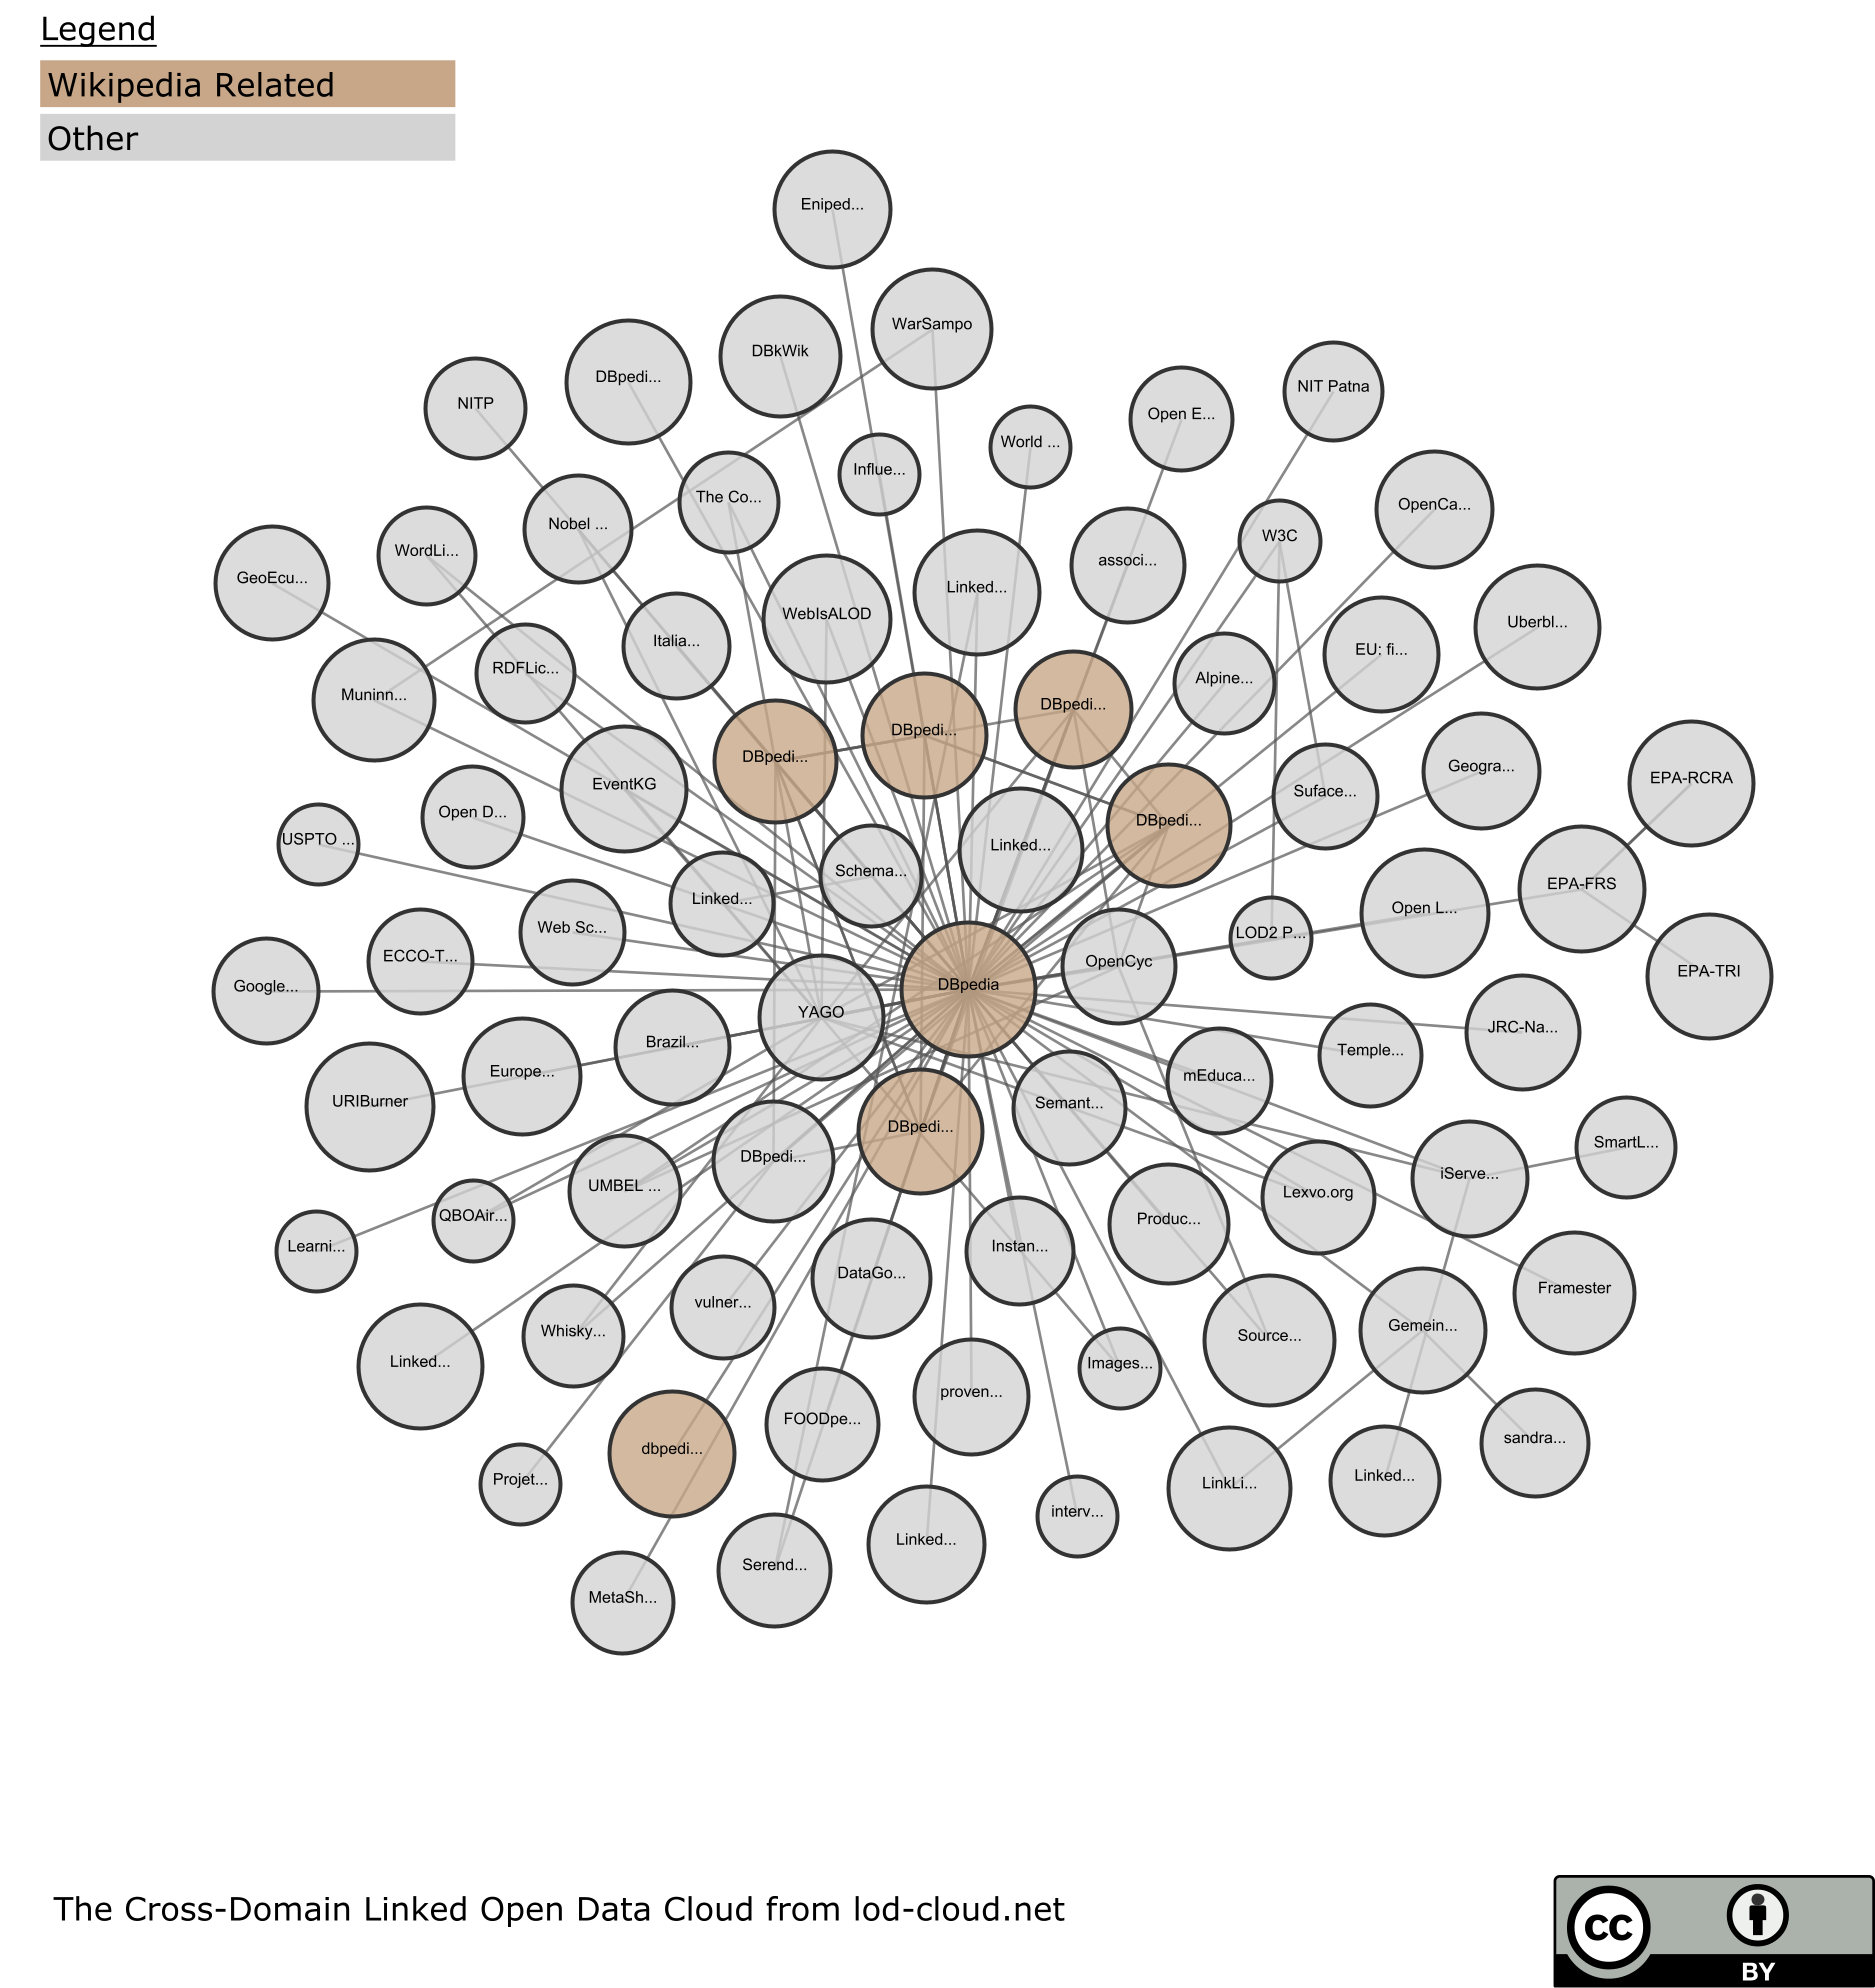 Legend
Wikipedia Related
Other
Eniped...
WarSampo
DBkWik
DBpedi...
NIT Patna
NITP
Open E...
World ...
Influe...
The Co...
OpenCa...
Nobel ...
W3C
WordLi...
associ...
GeoEcu...
Linked...
WebIsALOD
Uberbl...
Italia...
EU: fi...
RDFLic...
Alpine...
Muninn...
DBpedi...
DBpedi...
DBpedi...
Geogra...
EPA-RCRA
EventKG
Suface...
Open D...
DBpedi...
USPTO ...
Linked...
Schema...
EPA-FRS
Linked...
Open L...
Web Sc...
LOD2 P...
ECCO-T...
OpenCyc
EPA-TRI
Google...
DBpedia
YAGO
JRC-Na...
Brazil...
Temple...
Europe...
mEduca...
URIBurner
Semant...
DBpedi...
SmartL...
DBpedi...
iServe...
UMBEL ...
Lexvo.org
QBOAir...
Produc...
Learni...
Instan...
DataGo...
Framester
vulner...
Whisky...
Source...
Gemein...
Linked...
Images...
proven...
FOODpe...
sandra...
dbpedi...
Projet...
LinkLi...
Linked...
interv...
Linked...
Serend...
MetaSh...
The Cross-Domain Linked Open Data Cloud from lod-cloud.net
cc
BY